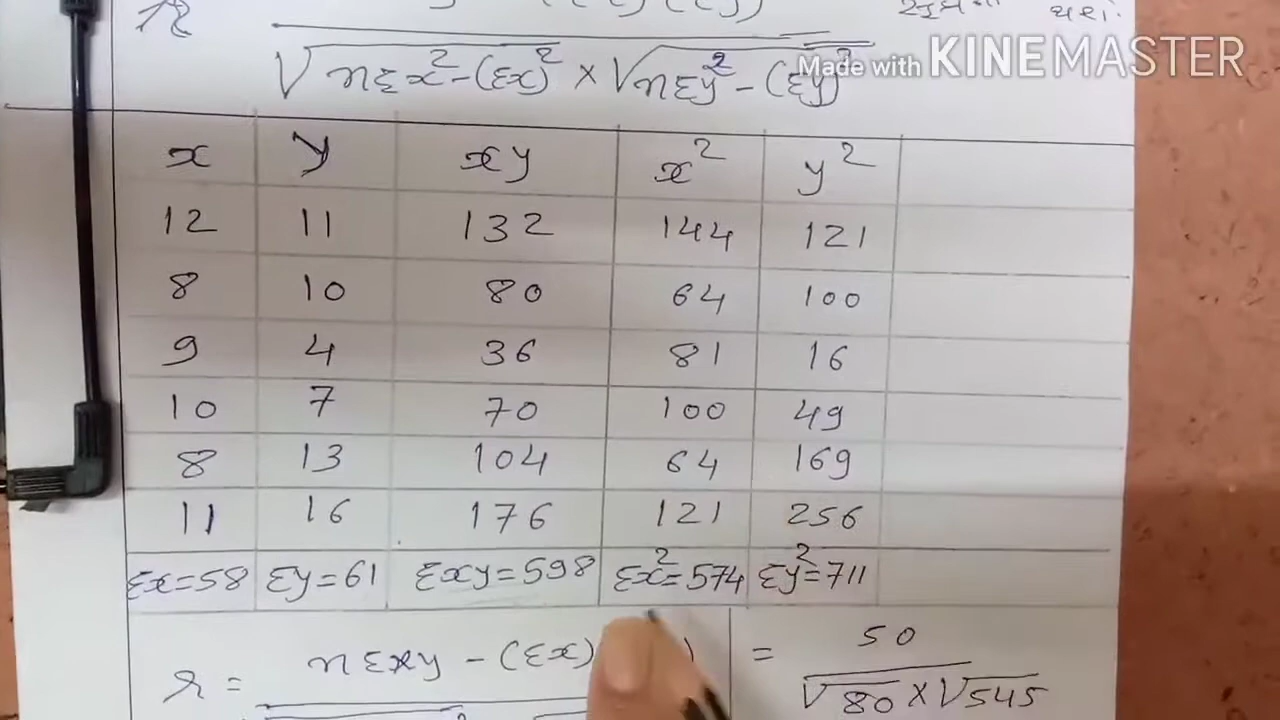 r
√nΣx²-(Σx)² × √nΣy²-(Σy)²
Made with KINEMASTER
x y xy x² y²
12 11 132 144 121
8 10 80 64 100
9 4 36 81 16
10 7 70 100 49
8 13 104 64 169
11 16 176 121 256
Σx=58 Σy=61 Σxy=598 Σx²=574 Σy²=711
r = nΣxy - (Σx)
= 50
√80 × √545